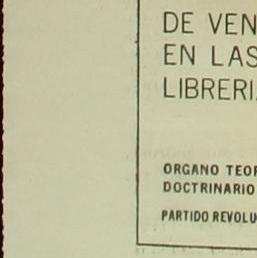 DE VEN
EN LAS
LIBRERI
ORGANO TEOR
DOCTRINARIO
PARTIDO REVOLU